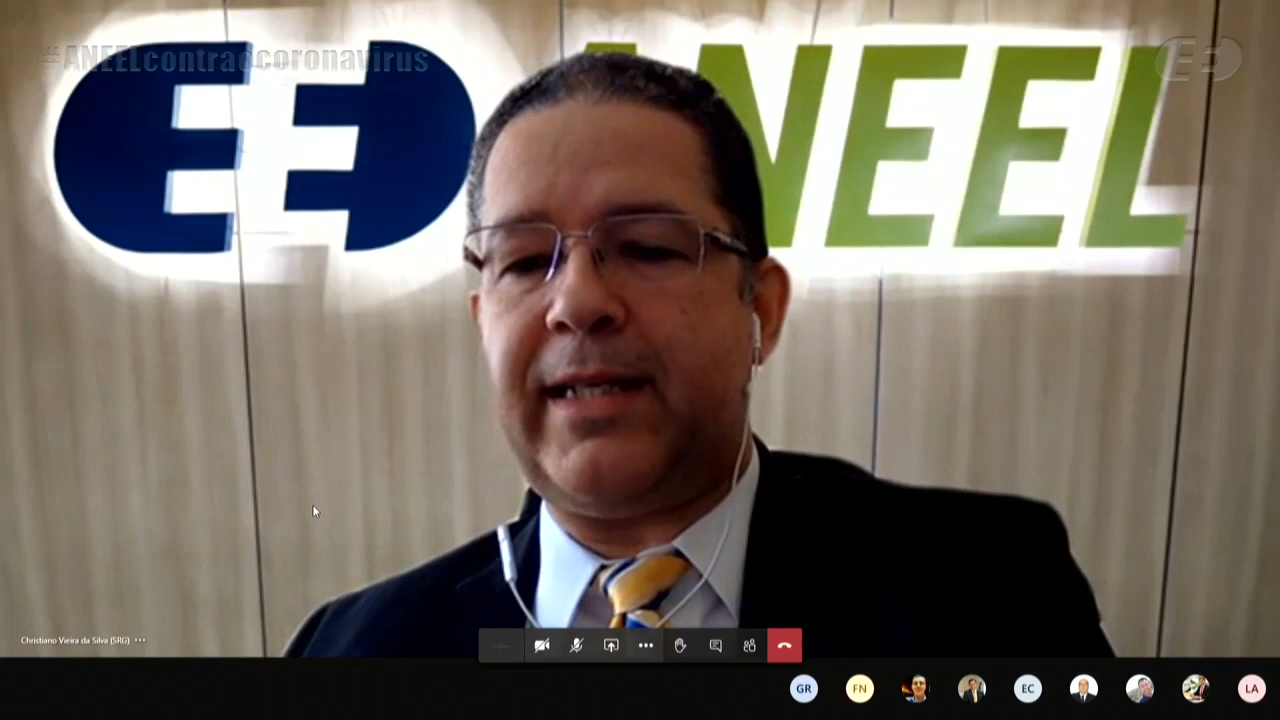 #ANEELcontraocoronavirus
ANEEL
Christiano Vieira da Silva (SRG) ...
GR FN EC LA